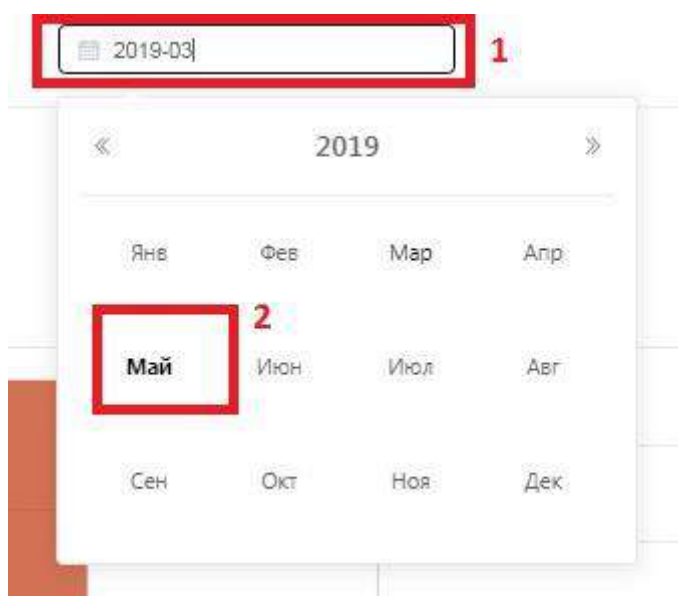 2019-03 1
« 2019 »
Янв Фев Мар Апр
2
Май Июн Июл Авг
Сен Окт Ноя Дек